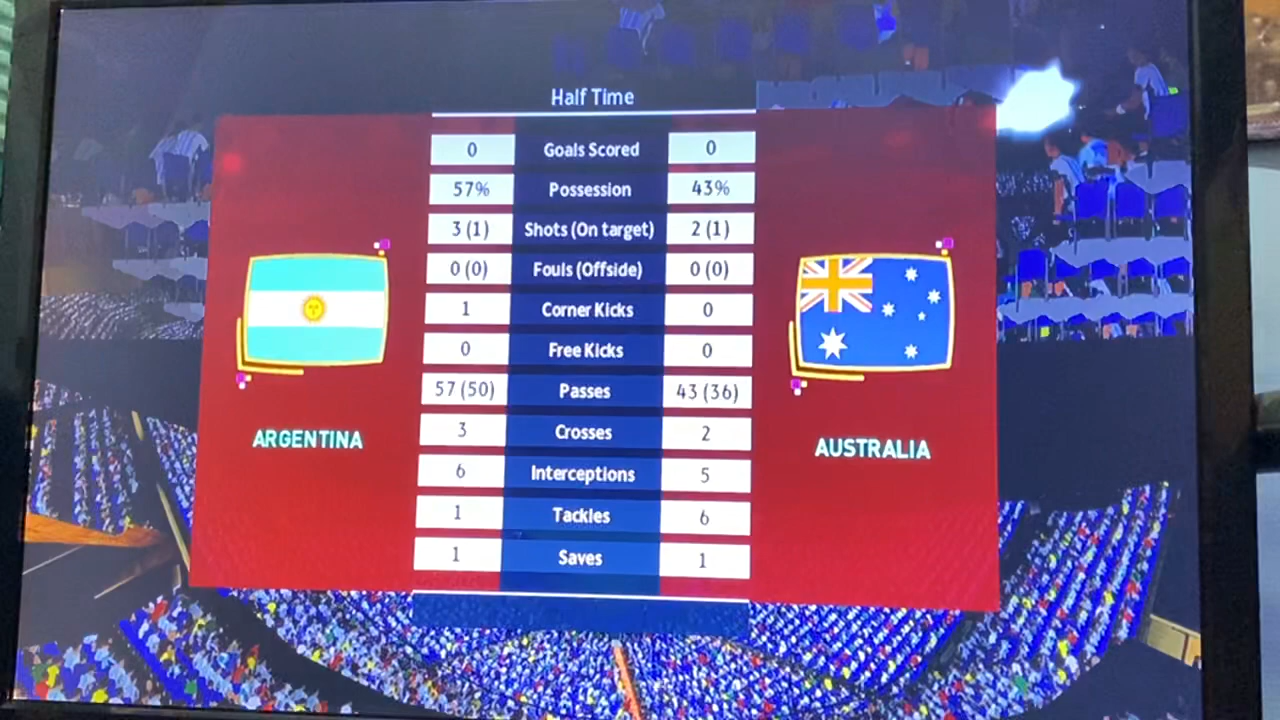 Half Time
0 Goals Scored 0
57% Possession 43%
3 (1) Shots (On target) 2 (1)
0 (0) Fouls (Offside) 0 (0)
1 Corner Kicks 0
0 Free Kicks 0
57 (50) Passes 43 (36)
3 Crosses 2
6 Interceptions 5
1 Tackles 6
1 Saves 1
ARGENTINA
AUSTRALIA